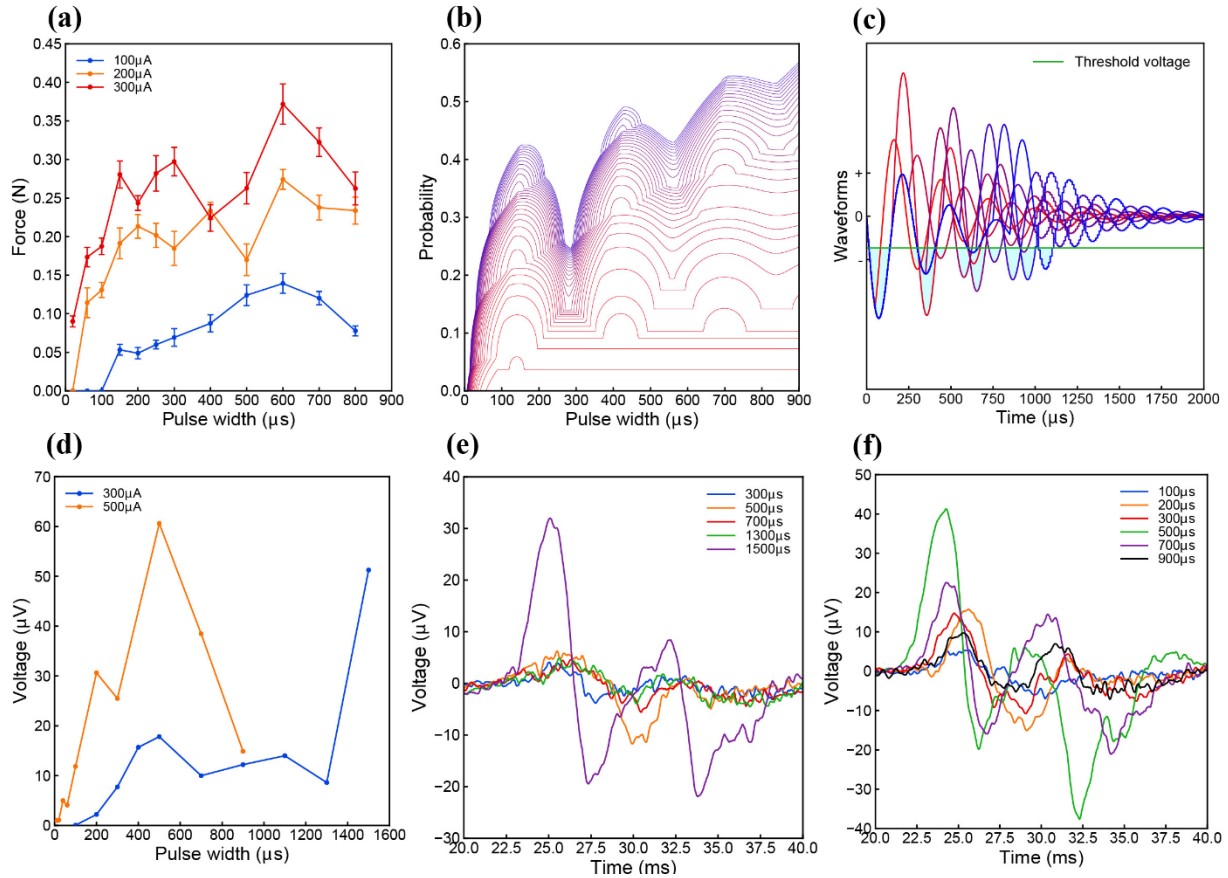 (a)
0.45
0.40
0.35
0.30
0.25
0.20
0.15
0.10
0.05
0.00
Force (N)
100μA
200μA
300μA
0 100 200 300 400 500 600 700 800 900
Pulse width (μs)
(b)
0.6
0.5
0.4
0.3
0.2
0.1
0.0
Probability
0 100 200 300 400 500 600 700 800 900
Pulse width (μs)
(c)
Threshold voltage
Waveforms
+
0
-
0 250 500 750 1000 1250 1500 1750 2000
Time (μs)
(d)
70
60
50
40
30
20
10
0
Voltage (μV)
300μA
500μA
0 200 400 600 800 1000 1200 1400 1600
Pulse width (μs)
(e)
40
30
20
10
0
−10
−20
−30
Voltage (μV)
300μs
500μs
700μs
1300μs
1500μs
20.0 22.5 25.0 27.5 30.0 32.5 35.0 37.5 40.0
Time (ms)
(f)
50
40
30
20
10
0
−10
−20
−30
−40
Voltage (μV)
100μs
200μs
300μs
500μs
700μs
900μs
20.0 22.5 25.0 27.5 30.0 32.5 35.0 37.5 40.0
Time (ms)